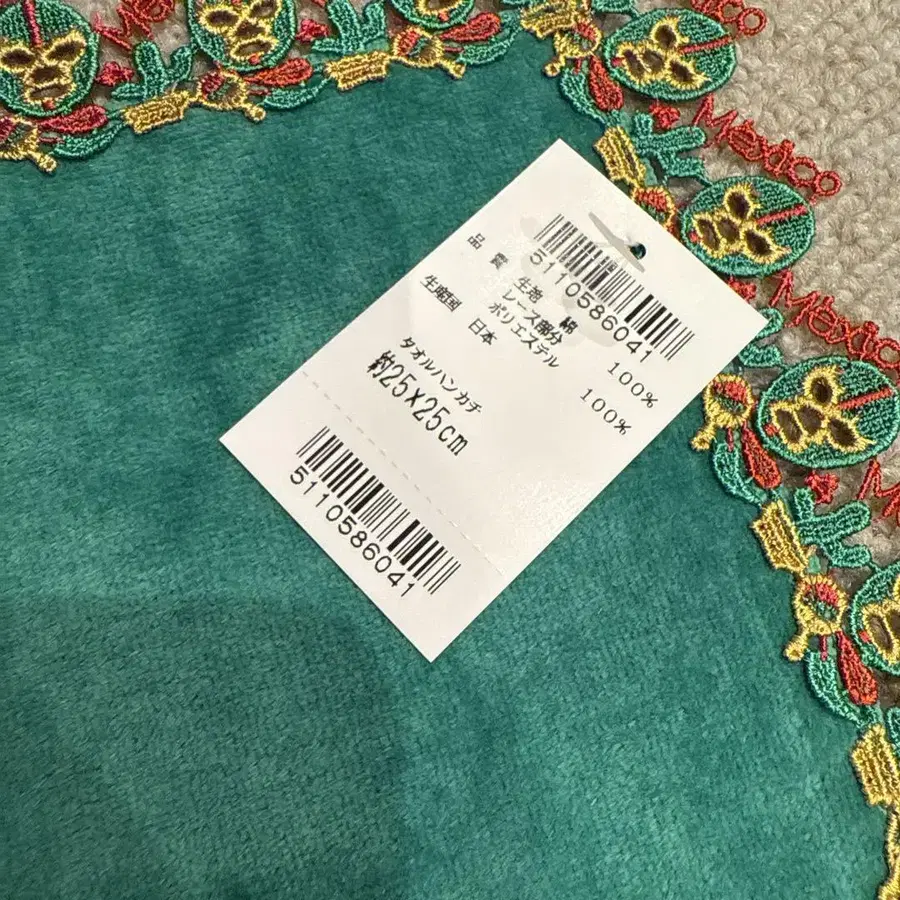 Mexico
Mexico
Mexico
Mexico
5110586041
品質 生地 綿 100%
レース部分
ポリエステル 100%
生産国 日本
タオルハンカチ
約25×25cm
5110586041